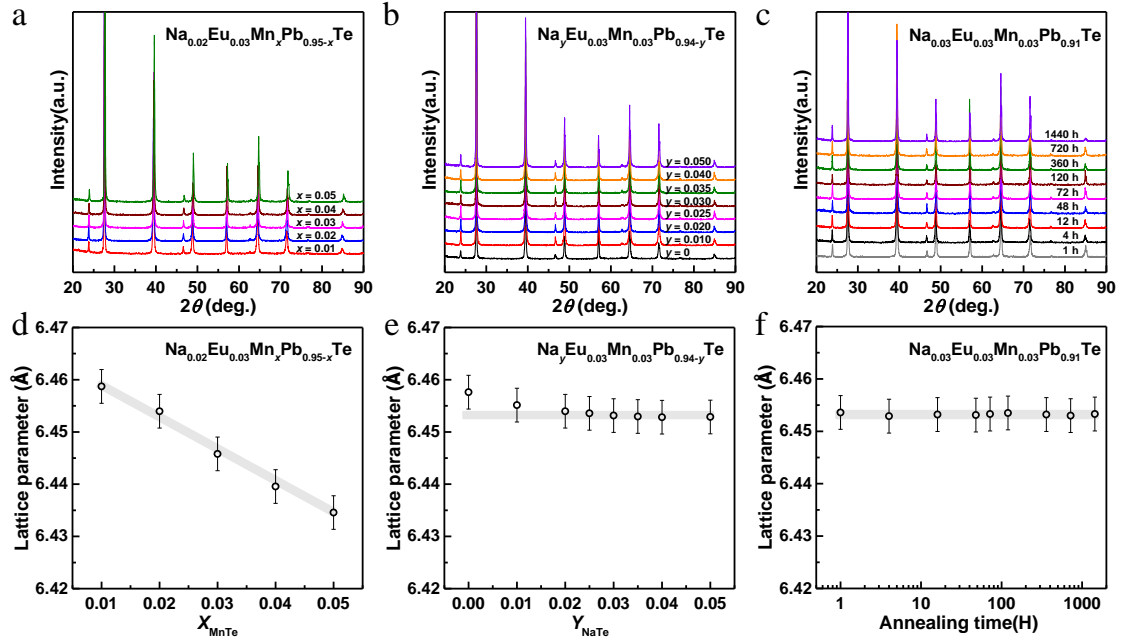 a
Na0.02Eu0.03MnxPb0.95-xTe
Intensity(a.u.)
x = 0.05
x = 0.04
x = 0.03
x = 0.02
x = 0.01
20 30 40 50 60 70 80 90
2θ (deg.)
b
NayEu0.03Mn0.03Pb0.94-yTe
Intensity(a.u.)
y = 0.050
y = 0.040
y = 0.035
y = 0.030
y = 0.025
y = 0.020
y = 0.010
y = 0
20 30 40 50 60 70 80 90
2θ (deg.)
c
Na0.03Eu0.03Mn0.03Pb0.91Te
Intensity(a.u.)
1440 h
720 h
360 h
120 h
72 h
48 h
12 h
4 h
1 h
20 30 40 50 60 70 80 90
2θ (deg.)
d
Na0.02Eu0.03MnxPb0.95-xTe
Lattice parameter (Å)
6.47
6.46
6.45
6.44
6.43
6.42
0.01 0.02 0.03 0.04 0.05
XMnTe
e
NayEu0.03Mn0.03Pb0.94-yTe
Lattice parameter (Å)
6.47
6.46
6.45
6.44
6.43
6.42
0.00 0.01 0.02 0.03 0.04 0.05
YNaTe
f
Na0.03Eu0.03Mn0.03Pb0.91Te
Lattice parameter (Å)
6.47
6.46
6.45
6.44
6.43
6.42
1 10 100 1000
Annealing time(H)